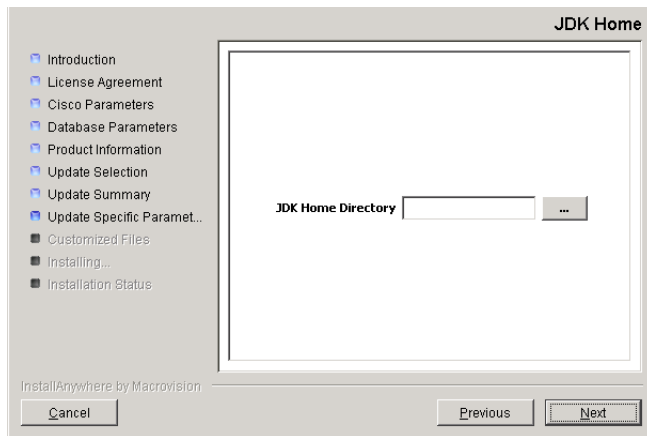 JDK Home
Introduction
License Agreement
Cisco Parameters
Database Parameters
Product Information
Update Selection
Update Summary
Update Specific Paramet...
Customized Files
Installing...
Installation Status
JDK Home Directory
...
InstallAnywhere by Macrovision
Cancel
Previous
Next